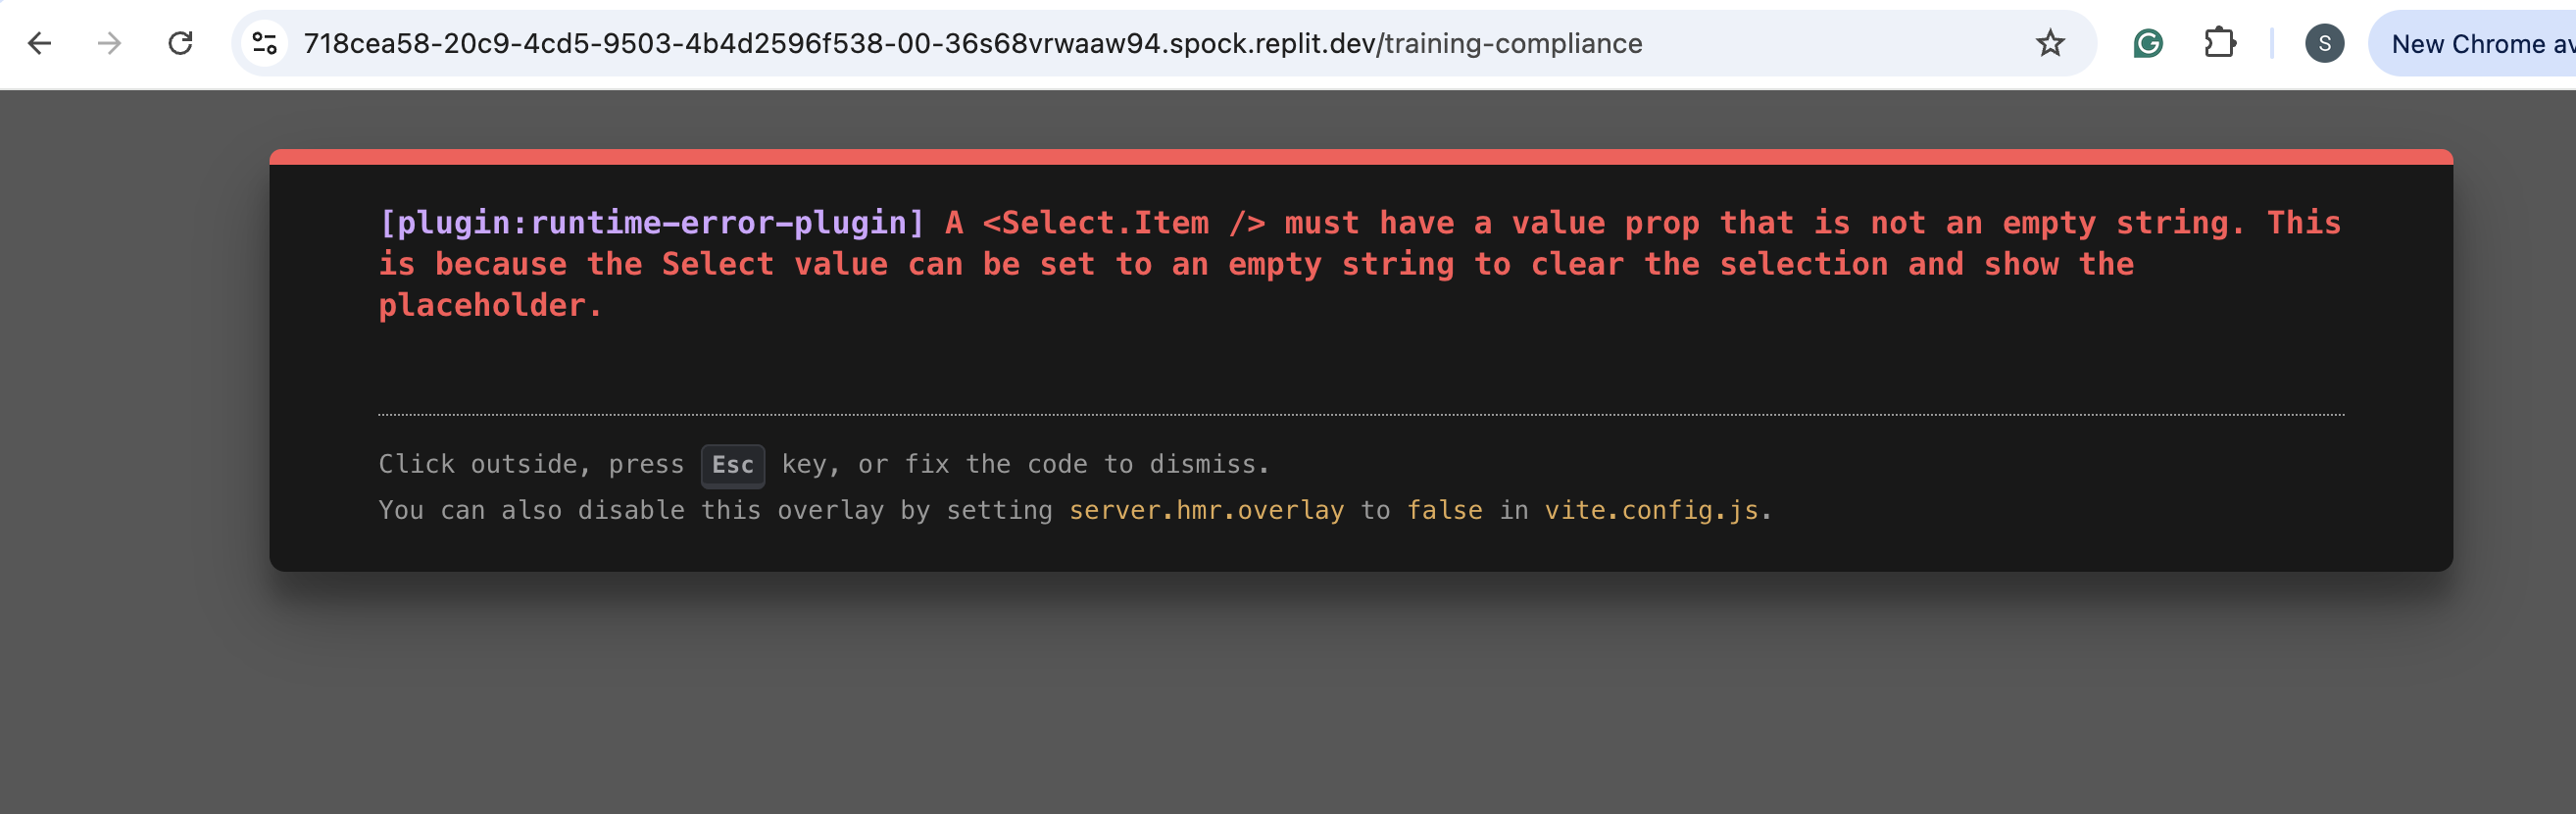 718cea58-20c9-4cd5-9503-4b4d2596f538-00-36s68vrwaaw94.spock.replit.dev/training-compliance
S
New Chrome av
[plugin:runtime-error-plugin] A <Select.Item /> must have a value prop that is not an empty string. This
is because the Select value can be set to an empty string to clear the selection and show the
placeholder.
Click outside, press Esc key, or fix the code to dismiss.
You can also disable this overlay by setting server.hmr.overlay to false in vite.config.js.